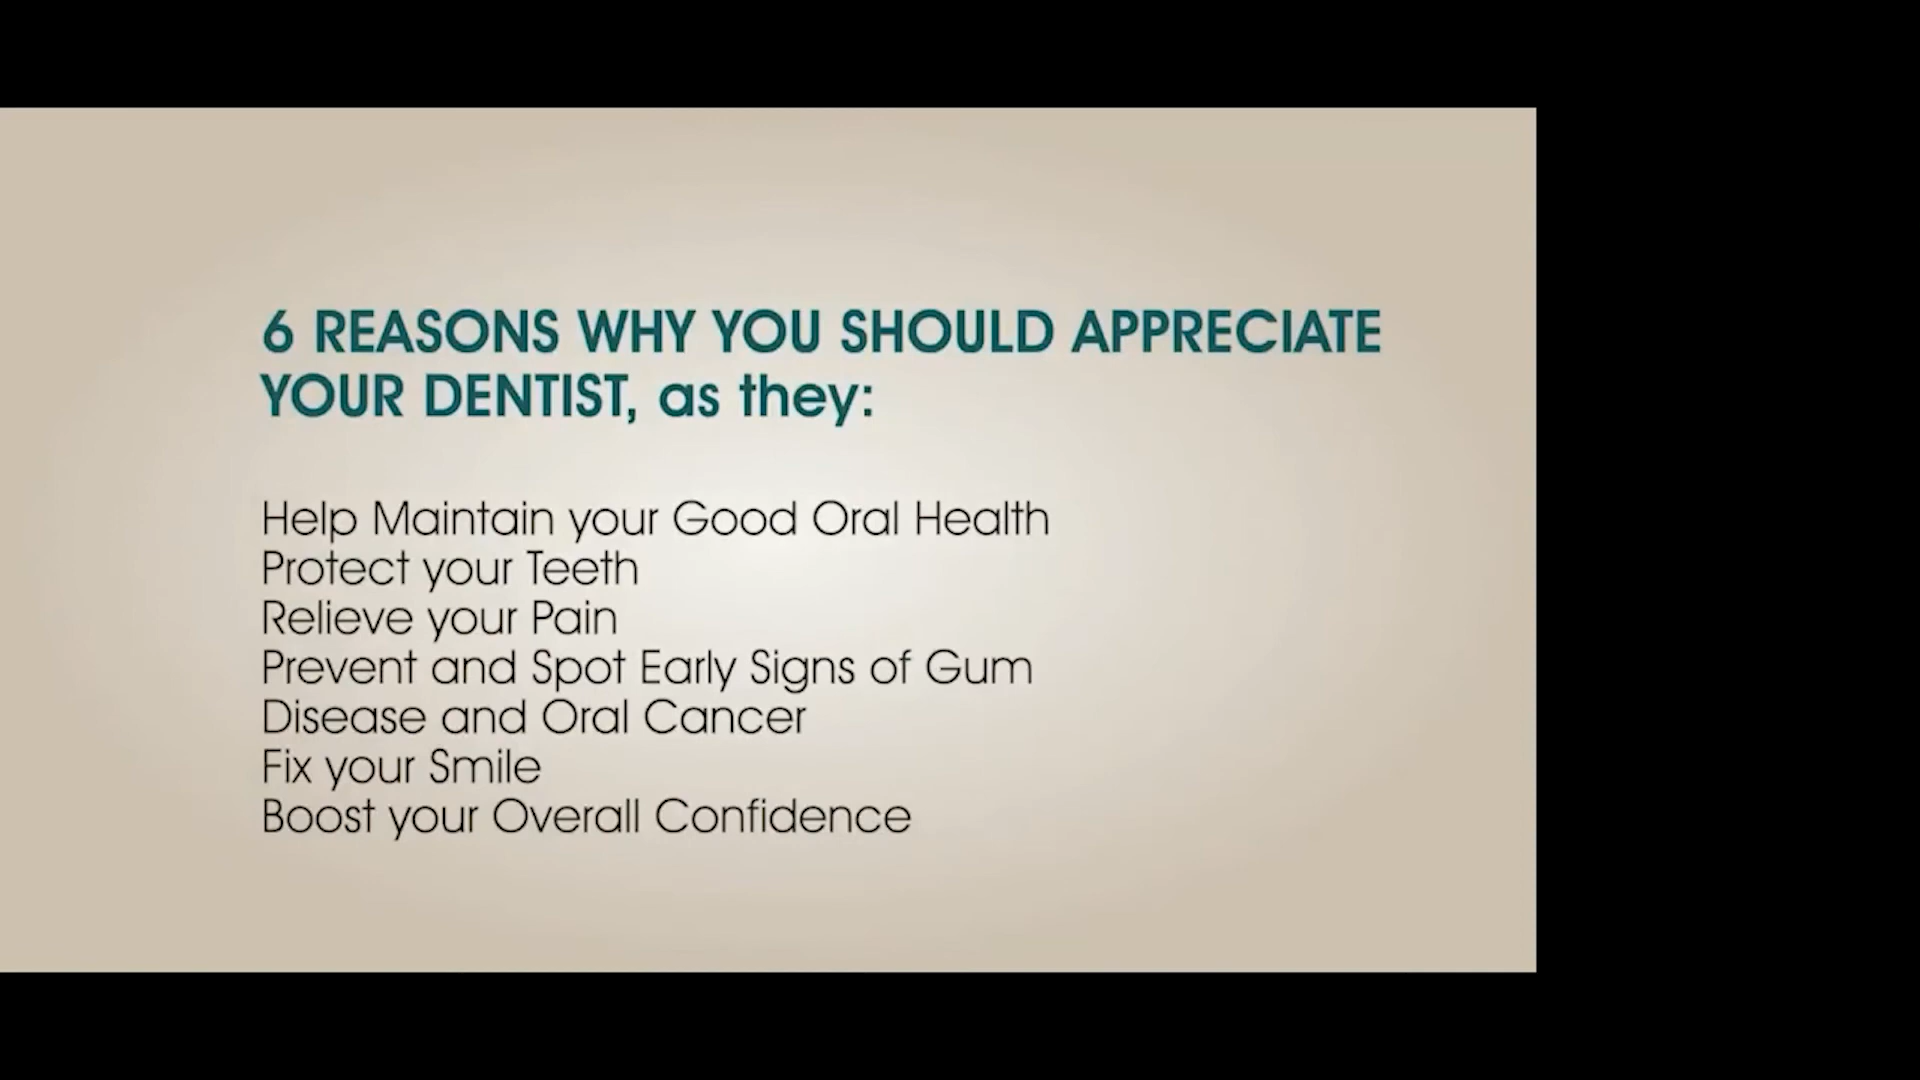 6 REASONS WHY YOU SHOULD APPRECIATE
YOUR DENTIST, as they:
Help Maintain your Good Oral Health
Protect your Teeth
Relieve your Pain
Prevent and Spot Early Signs of Gum
Disease and Oral Cancer
Fix your Smile
Boost your Overall Confidence